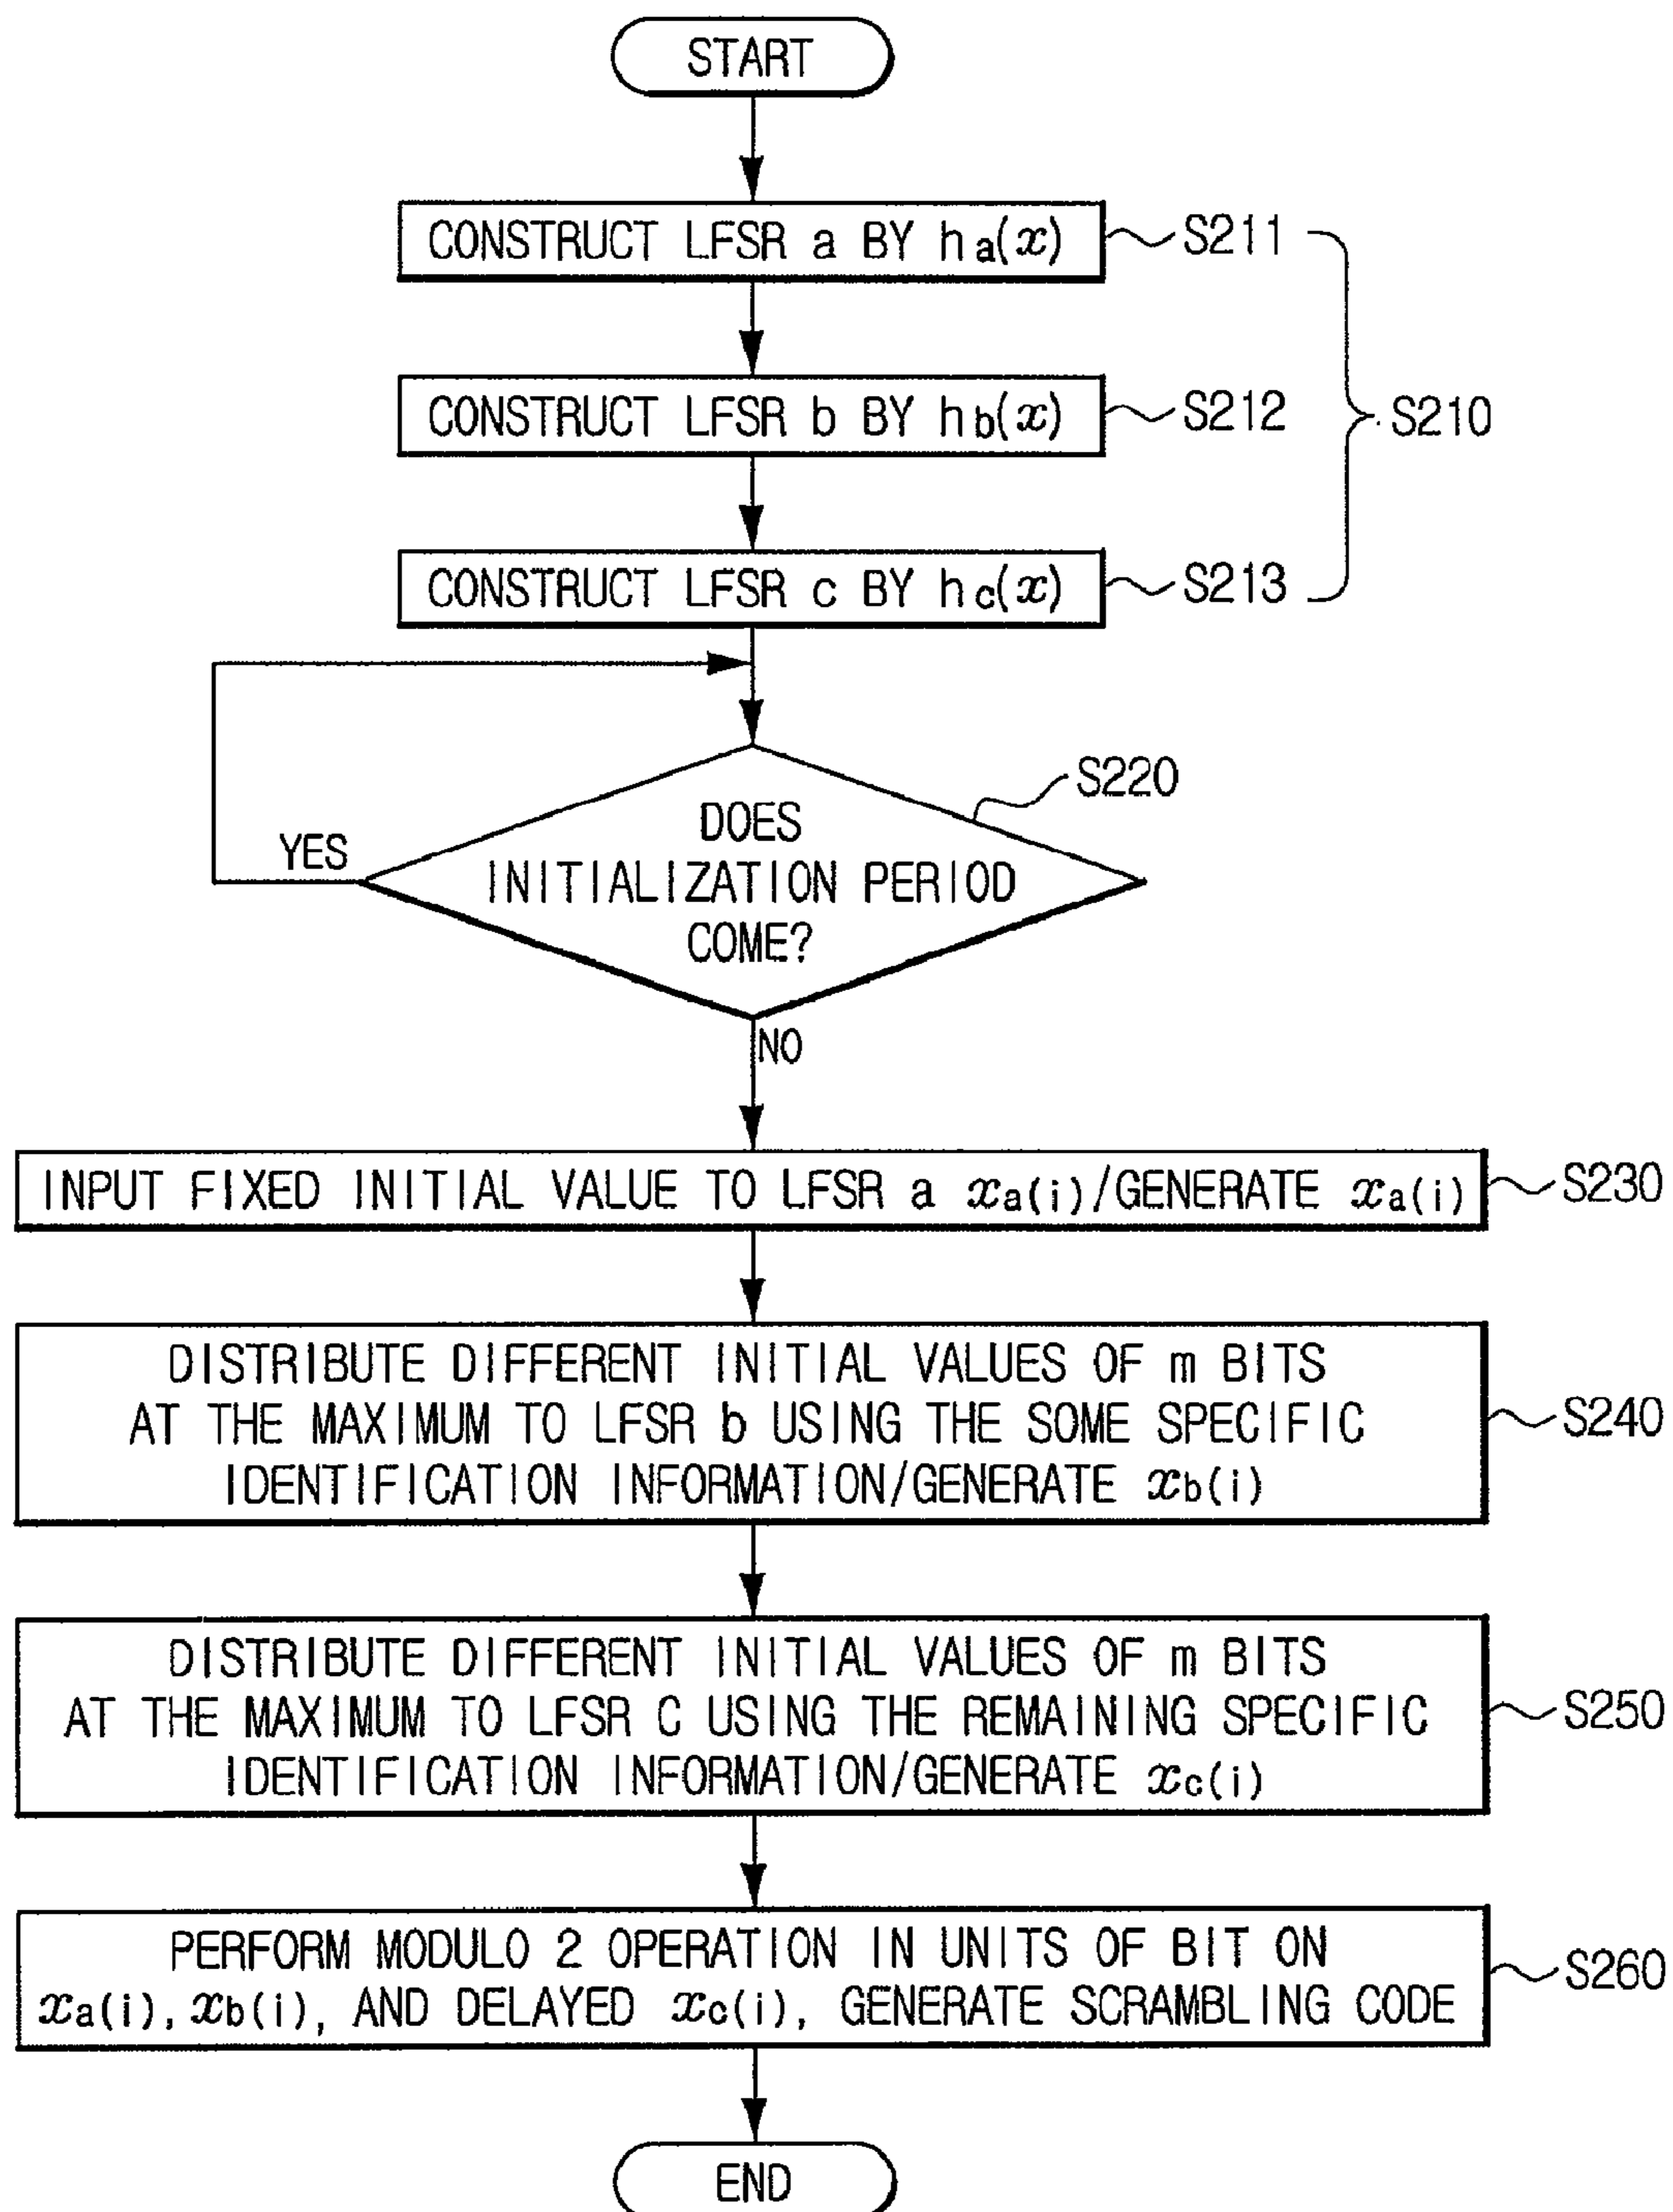 START
CONSTRUCT LFSR a BY ha(x)
S211
CONSTRUCT LFSR b BY hb(x)
S212
S210
CONSTRUCT LFSR c BY hc(x)
S213
S220
DOES
INITIALIZATION PERIOD
COME?
YES
NO
INPUT FIXED INITIAL VALUE TO LFSR a xa(i)/GENERATE xa(i)
S230
DISTRIBUTE DIFFERENT INITIAL VALUES OF m BITS
AT THE MAXIMUM TO LFSR b USING THE SOME SPECIFIC
IDENTIFICATION INFORMATION/GENERATE xb(i)
S240
DISTRIBUTE DIFFERENT INITIAL VALUES OF m BITS
AT THE MAXIMUM TO LFSR C USING THE REMAINING SPECIFIC
IDENTIFICATION INFORMATION/GENERATE xc(i)
S250
PERFORM MODULO 2 OPERATION IN UNITS OF BIT ON
xa(i), xb(i), AND DELAYED xc(i), GENERATE SCRAMBLING CODE
S260
END